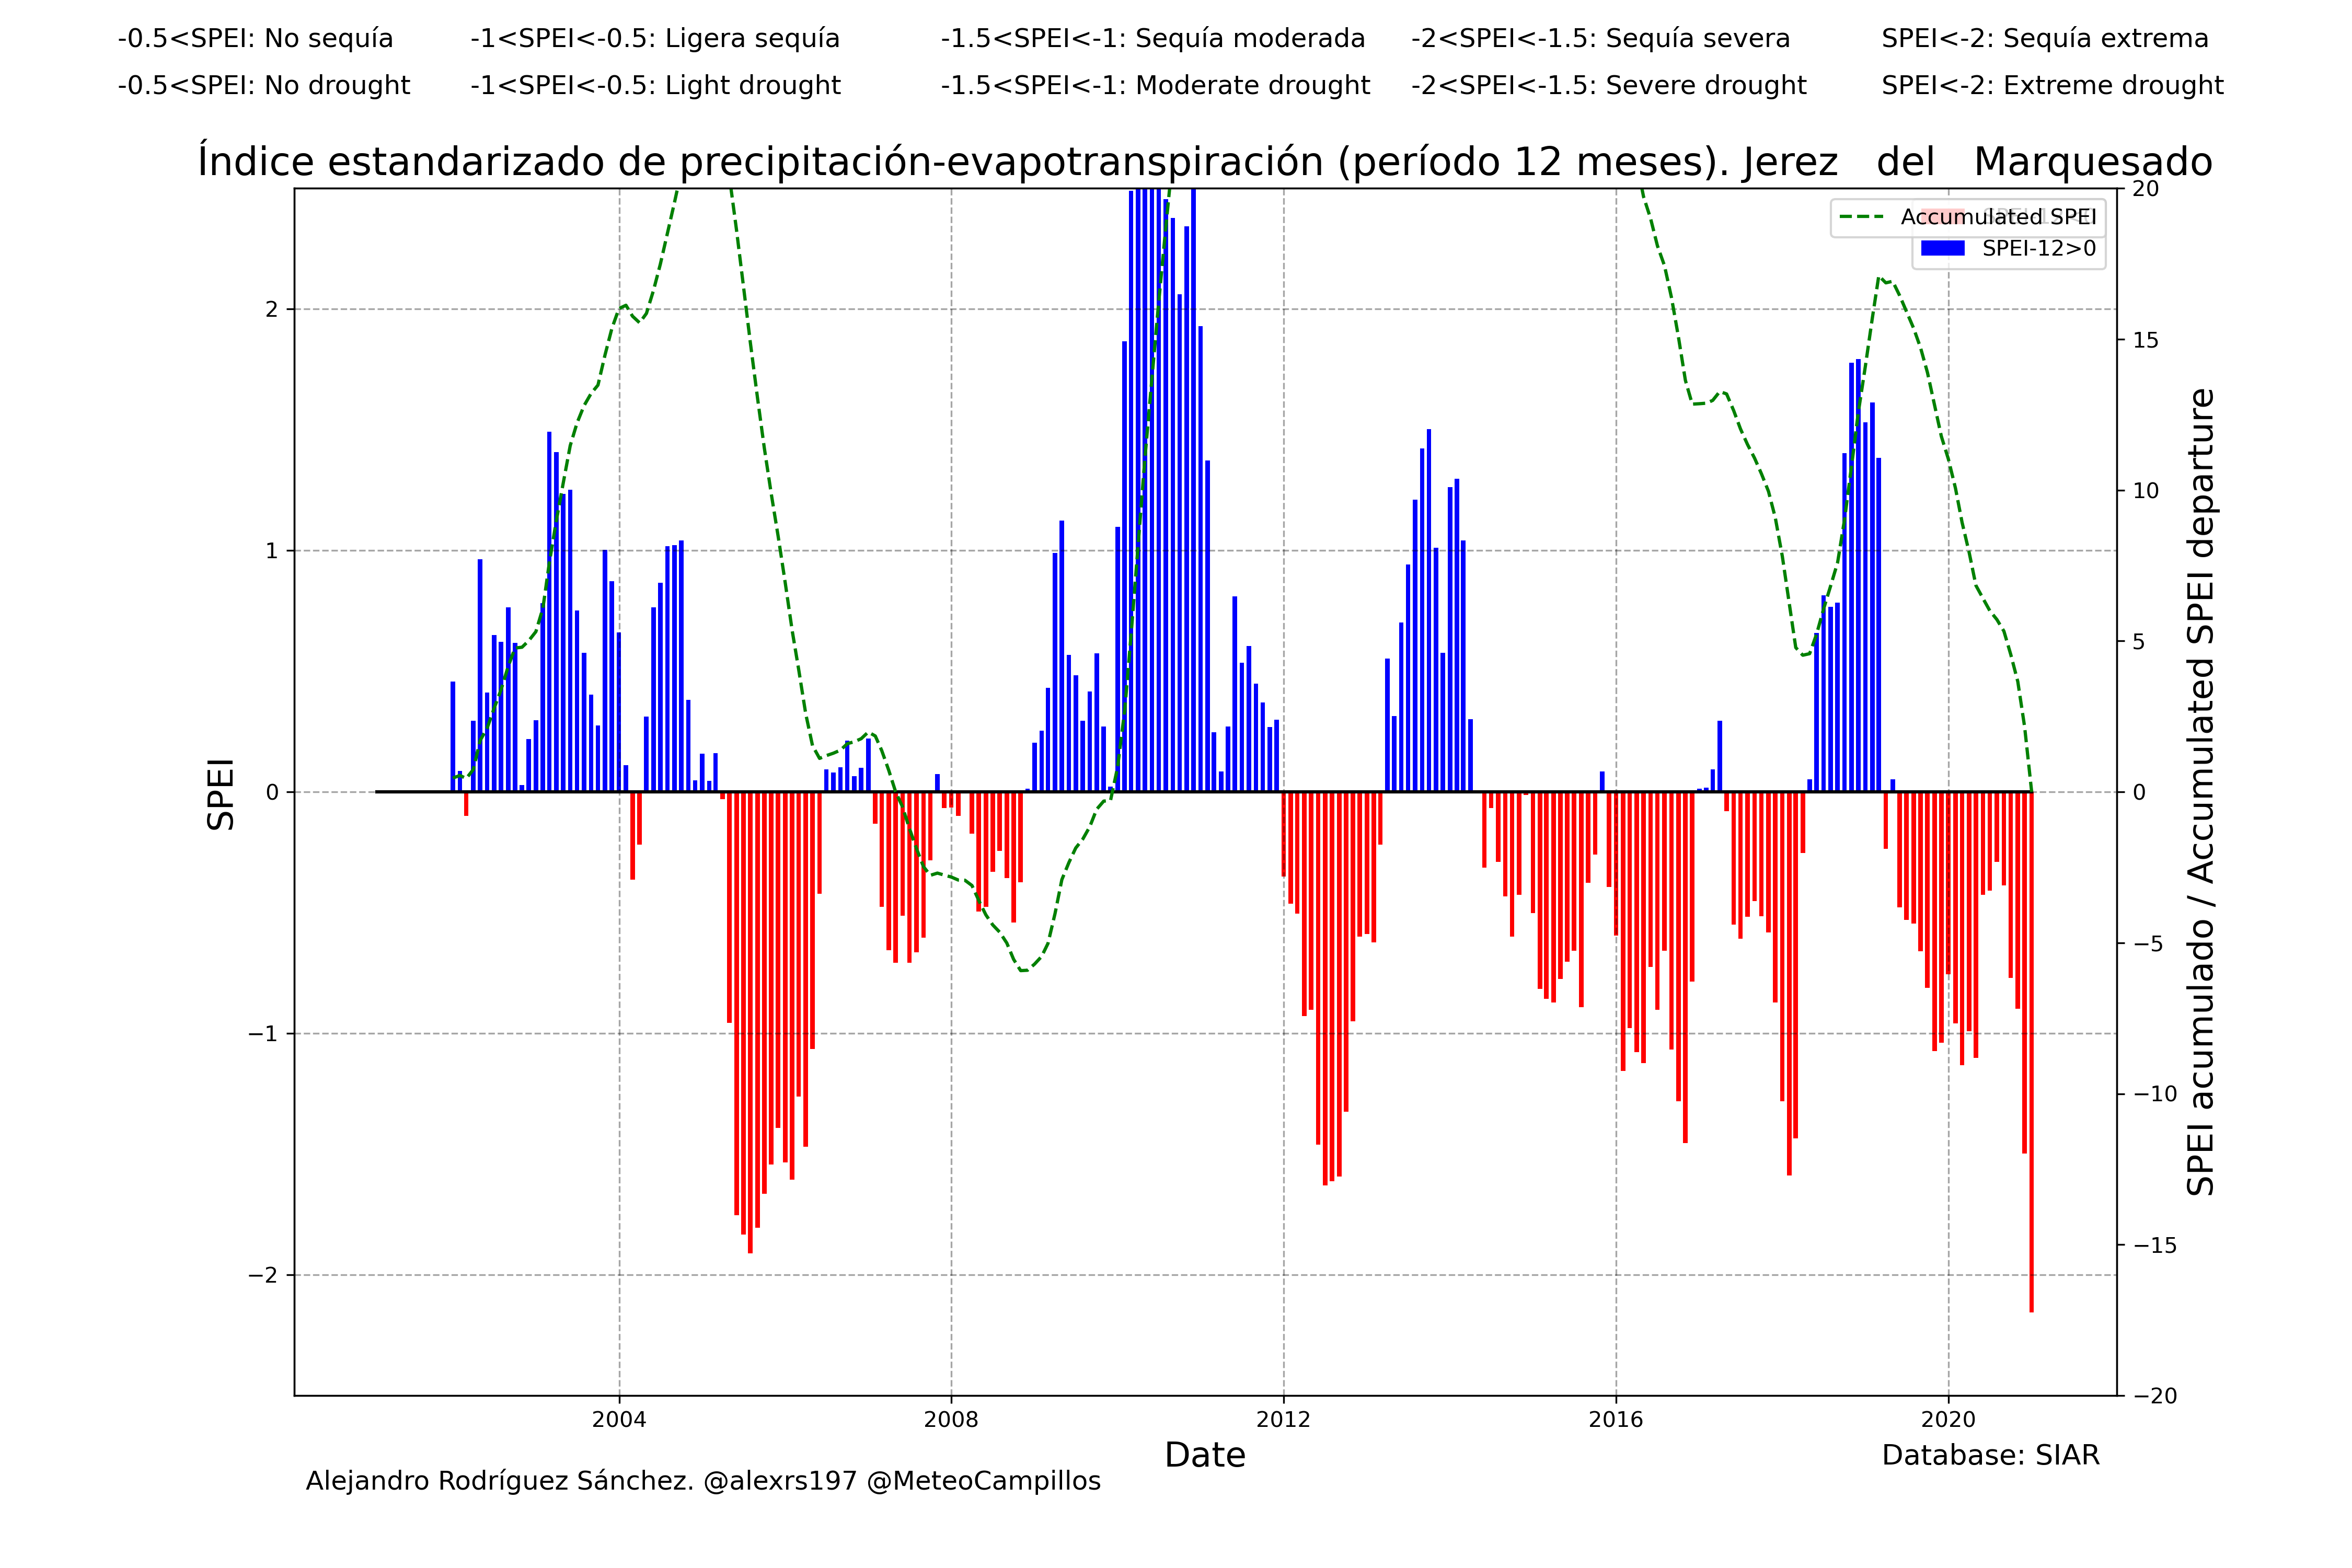 -0.5<SPEI: No sequía -1<SPEI<-0.5: Ligera sequía -1.5<SPEI<-1: Sequía moderada -2<SPEI<-1.5: Sequía severa SPEI<-2: Sequía extrema
-0.5<SPEI: No drought -1<SPEI<-0.5: Light drought -1.5<SPEI<-1: Moderate drought -2<SPEI<-1.5: Severe drought SPEI<-2: Extreme drought
Índice estandarizado de precipitación-evapotranspiración (período 12 meses). Jerez del Marquesado
Accumulated SPEI
SPEI-12>0
SPEI
2
1
0
−1
−2
20
15
10
5
0
−5
−10
−15
−20
SPEI acumulado / Accumulated SPEI departure
2004 2008 2012 2016 2020
Date
Database: SIAR
Alejandro Rodríguez Sánchez. @alexrs197 @MeteoCampillos